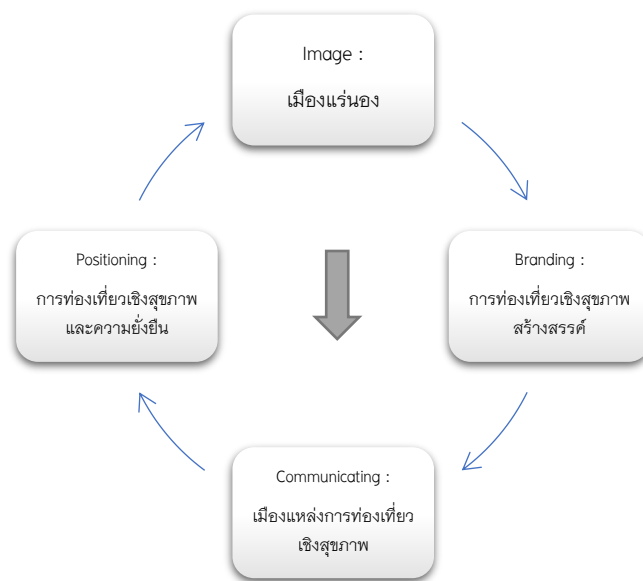 Image :
เมืองแร่นอง
Positioning :
การท่องเที่ยวเชิงสุขภาพ
และความยั่งยืน
Branding :
การท่องเที่ยวเชิงสุขภาพ
สร้างสรรค์
Communicating :
เมืองแหล่งการท่องเที่ยว
เชิงสุขภาพ